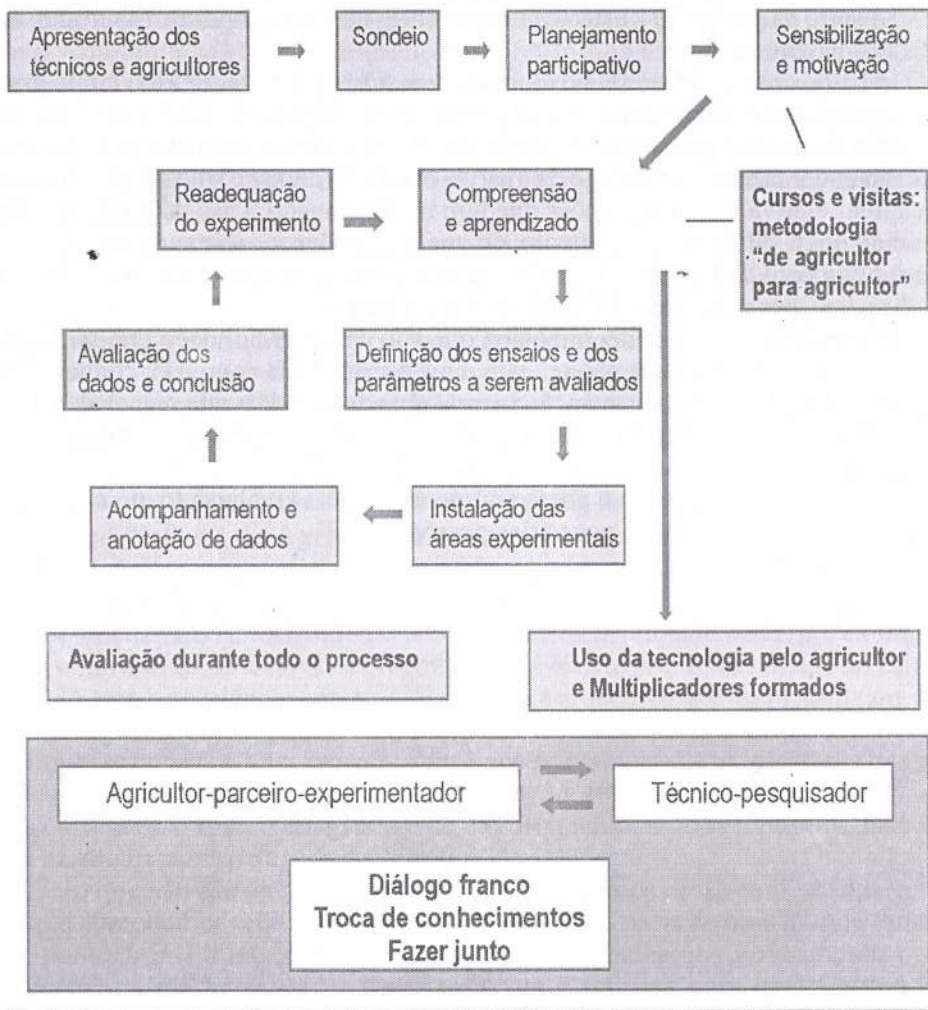 Apresentação dos
técnicos e agricultores
Sondeio
Planejamento
participativo
Sensibilização
e motivação
Readequação
do experimento
Compreensão
e aprendizado
Cursos e visitas:
metodologia
“de agricultor
para agricultor”
Avaliação dos
dados e conclusão
Definição dos ensaios e dos
parâmetros a serem avaliados
Acompanhamento e
anotação de dados
Instalação das
áreas experimentais
Avaliação durante todo o processo
Uso da tecnologia pelo agricultor
e Multiplicadores formados
Agricultor-parceiro-experimentador
Técnico-pesquisador
Diálogo franco
Troca de conhecimentos
Fazer junto